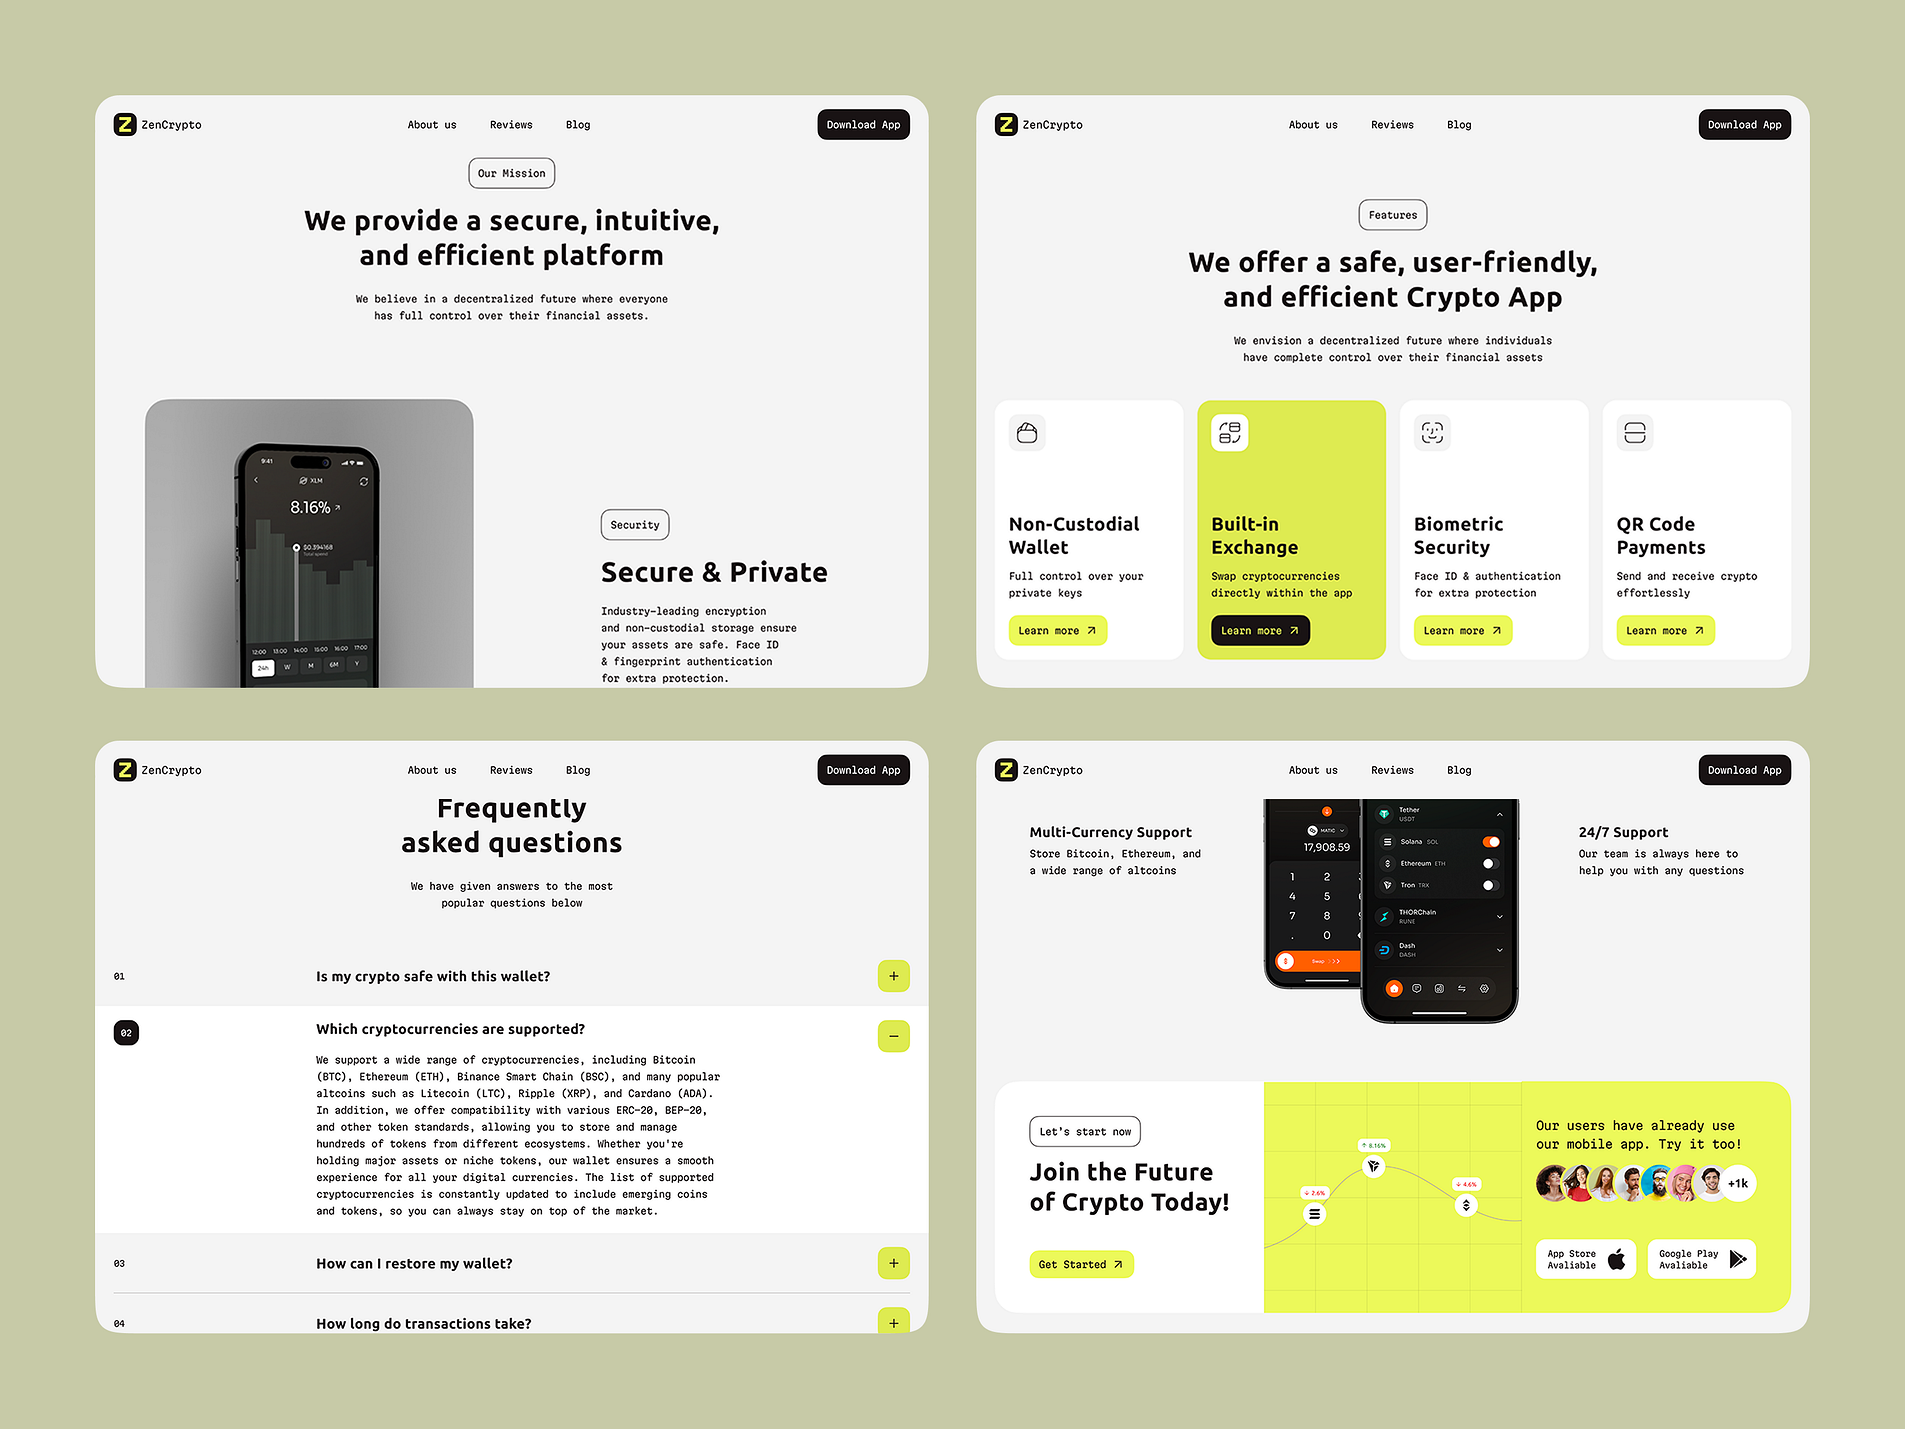 ZenCrypto
About us
Reviews
Blog
Download App
Our Mission
We provide a secure, intuitive,
and efficient platform
We believe in a decentralized future where everyone
has full control over their financial assets.
9:41
XLM
8.16%
$0.394168
Total spend
12:00 13:00 14:00 15:00 16:00 17:00
24h W M 6M Y
Security
Secure & Private
Industry-leading encryption
and non-custodial storage ensure
your assets are safe. Face ID
& fingerprint authentication
for extra protection.
ZenCrypto
About us
Reviews
Blog
Download App
Features
We offer a safe, user-friendly,
and efficient Crypto App
We envision a decentralized future where individuals
have complete control over their financial assets
Non-Custodial
Wallet
Full control over your
private keys
Learn more
Built-in
Exchange
Swap cryptocurrencies
directly within the app
Learn more
Biometric
Security
Face ID & authentication
for extra protection
Learn more
QR Code
Payments
Send and receive crypto
effortlessly
Learn more
ZenCrypto
About us
Reviews
Blog
Download App
Frequently
asked questions
We have given answers to the most
popular questions below
01
Is my crypto safe with this wallet?
02
Which cryptocurrencies are supported?
We support a wide range of cryptocurrencies, including Bitcoin
(BTC), Ethereum (ETH), Binance Smart Chain (BSC), and many popular
altcoins such as Litecoin (LTC), Ripple (XRP), and Cardano (ADA).
In addition, we offer compatibility with various ERC-20, BEP-20,
and other token standards, allowing you to store and manage
hundreds of tokens from different ecosystems. Whether you're
holding major assets or niche tokens, our wallet ensures a smooth
experience for all your digital currencies. The list of supported
cryptocurrencies is constantly updated to include emerging coins
and tokens, so you can always stay on top of the market.
03
How can I restore my wallet?
04
How long do transactions take?
ZenCrypto
About us
Reviews
Blog
Download App
Multi-Currency Support
Store Bitcoin, Ethereum, and
a wide range of altcoins
MATIC
17,908.59
1 2
4 5
7 8
. 0
Swap
Tether
USDT
Solana SOL
Ethereum ETH
Tron TRX
THORChain
RUNE
Dash
DASH
24/7 Support
Our team is always here to
help you with any questions
Let's start now
Join the Future
of Crypto Today!
Get Started
2.6%
8.16%
4.6%
Our users have already use
our mobile app. Try it too!
+1k
App Store
Avaliable
Google Play
Avaliable